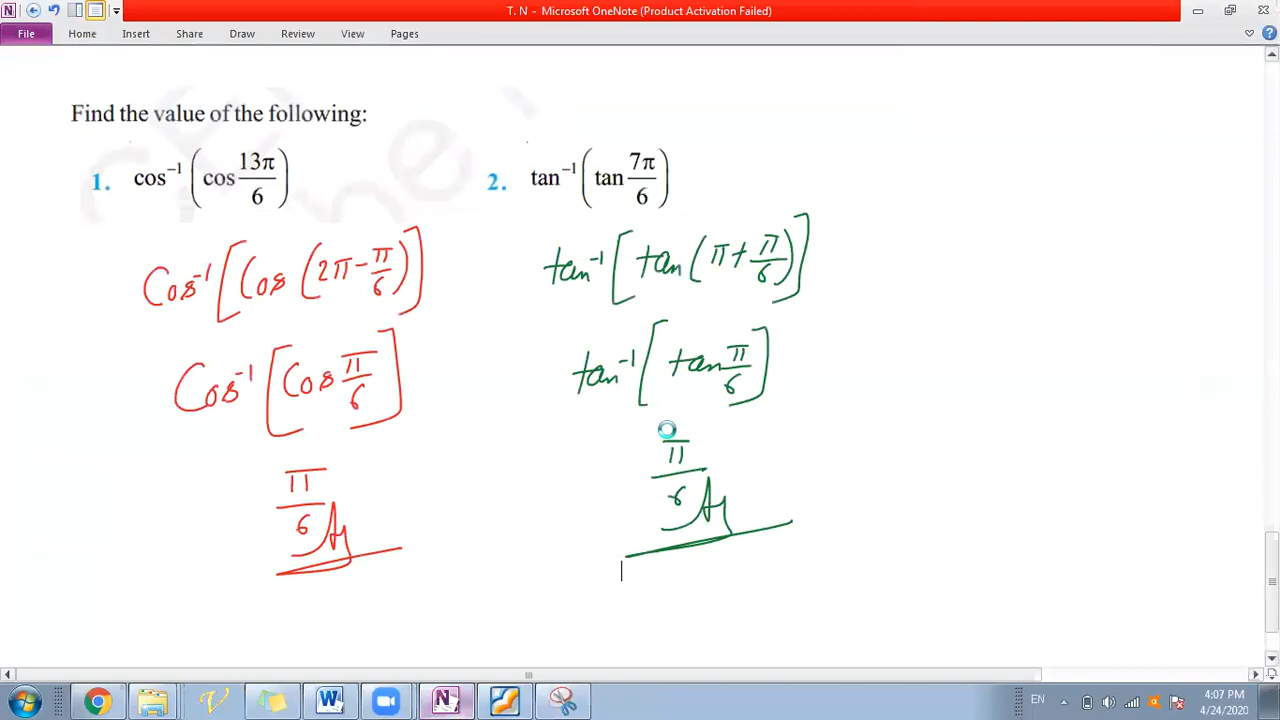 T. N - Microsoft OneNote (Product Activation Failed)
File Home Insert Share Draw Review View Pages
Find the value of the following:
1. cos⁻¹ (cos 13π/6)
2. tan⁻¹ (tan 7π/6)
Cos⁻¹ [Cos (2π - π/6)]
Cos⁻¹ [Cos π/6]
π/6 
tan⁻¹ [tan (π + π/6)]
tan⁻¹ [tan π/6]
π/6
EN 4:07 PM
4/24/2020